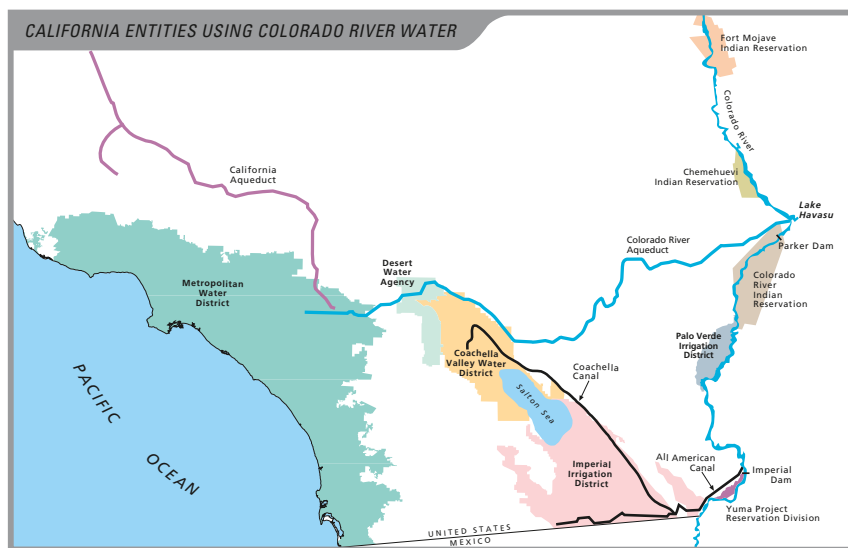 CALIFORNIA ENTITIES USING COLORADO RIVER WATER
Fort Mojave
Indian Reservation
Colorado River
California
Aqueduct
Chemehuevi
Indian Reservation
Lake
Havasu
Colorado River
Aqueduct
Parker Dam
Desert
Water
Agency
Colorado
River
Indian
Reservation
Metropolitan
Water
District
Palo Verde
Irrigation
District
Coachella
Valley Water
District
Coachella
Canal
Salton Sea
PACIFIC
OCEAN
Imperial
Irrigation
District
All American
Canal
Imperial
Dam
Yuma Project
Reservation Division
UNITED STATES
MEXICO